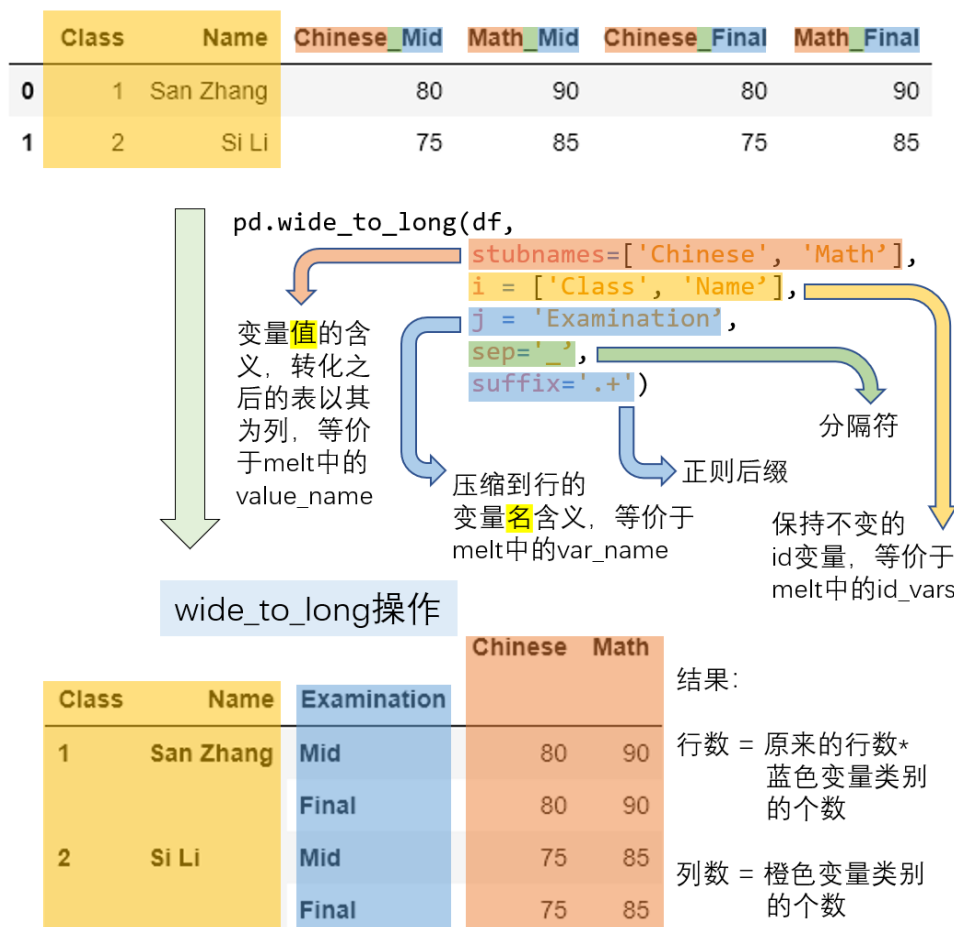 Class Name Chinese_Mid Math_Mid Chinese_Final Math_Final
0 1 San Zhang 80 90 80 90
1 2 Si Li 75 85 75 85
pd.wide_to_long(df,
stubnames=['Chinese', 'Math’],
i = ['Class', 'Name’],
j = 'Examination’,
sep='_’,
suffix='.+')
变量值的含
义，转化之
后的表以其
为列，等价
于melt中的
value_name
压缩到行的
变量名含义，等价于
melt中的var_name
正则后缀
分隔符
保持不变的
id变量，等价于
melt中的id_vars
wide_to_long操作
Chinese Math
Class Name Examination
1 San Zhang Mid 80 90
Final 80 90
2 Si Li Mid 75 85
Final 75 85
结果：
行数 = 原来的行数*
蓝色变量类别
的个数
列数 = 橙色变量类别
的个数